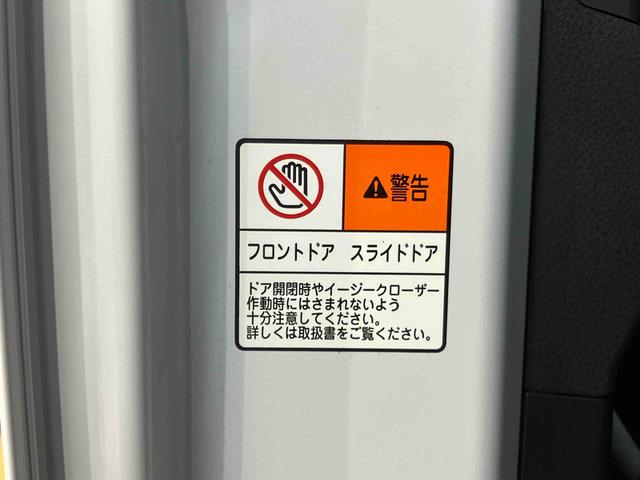 警告
フロントドア スライドドア
ドア開閉時やイージークローザー
作動時にはさまれないよう
十分注意してください。
詳しくは取扱書をご覧ください。